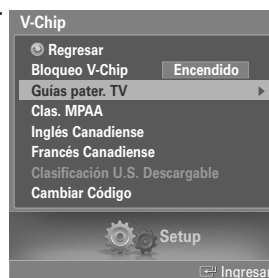 V-Chip
Regresar
Bloqueo V-Chip Encendido
Guías pater. TV
Clas. MPAA
Inglés Canadiense
Francés Canadiense
Clasificación U.S. Descargable
Cambiar Código
Setup
Ingresar